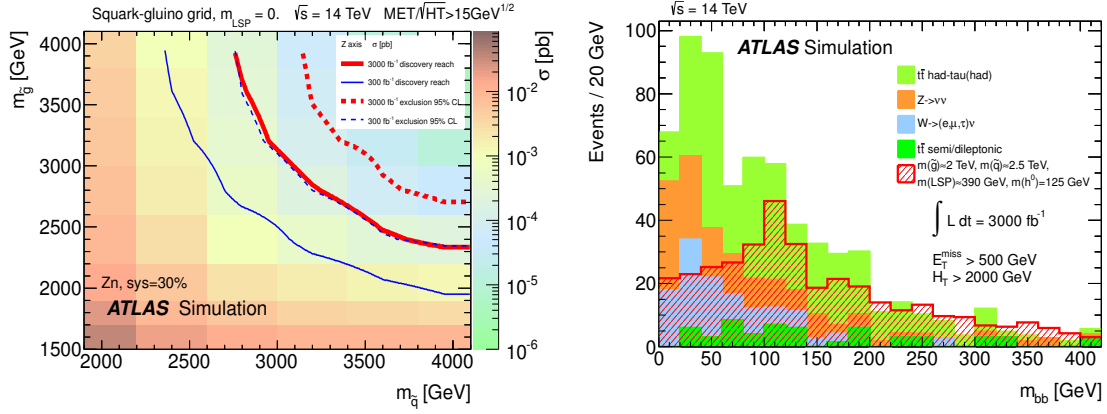 Squark-gluino grid, m_LSP = 0. √s = 14 TeV MET/√HT>15GeV^1/2
m_g̃ [GeV]
4000
3500
3000
2500
2000
1500
Z axis σ [pb]
3000 fb⁻¹ discovery reach
300 fb⁻¹ discovery reach
3000 fb⁻¹ exclusion 95% CL
300 fb⁻¹ exclusion 95% CL
Zn, sys=30%
ATLAS Simulation
2000 2500 3000 3500 4000
m_q̃ [GeV]
σ [pb]
10⁻²
10⁻³
10⁻⁴
10⁻⁵
10⁻⁶
√s = 14 TeV
Events / 20 GeV
100
80
60
40
20
0
ATLAS Simulation
tt̄ had-tau(had)
Z->νν
W->(e,μ,τ)ν
tt̄ semi/dileptonic
m(g̃)≈2 TeV, m(q̃)≈2.5 TeV,
m(LSP)≈390 GeV, m(h⁰)=125 GeV
∫ L dt = 3000 fb⁻¹
E_T^miss > 500 GeV
H_T > 2000 GeV
0 50 100 150 200 250 300 350 400
m_bb [GeV]